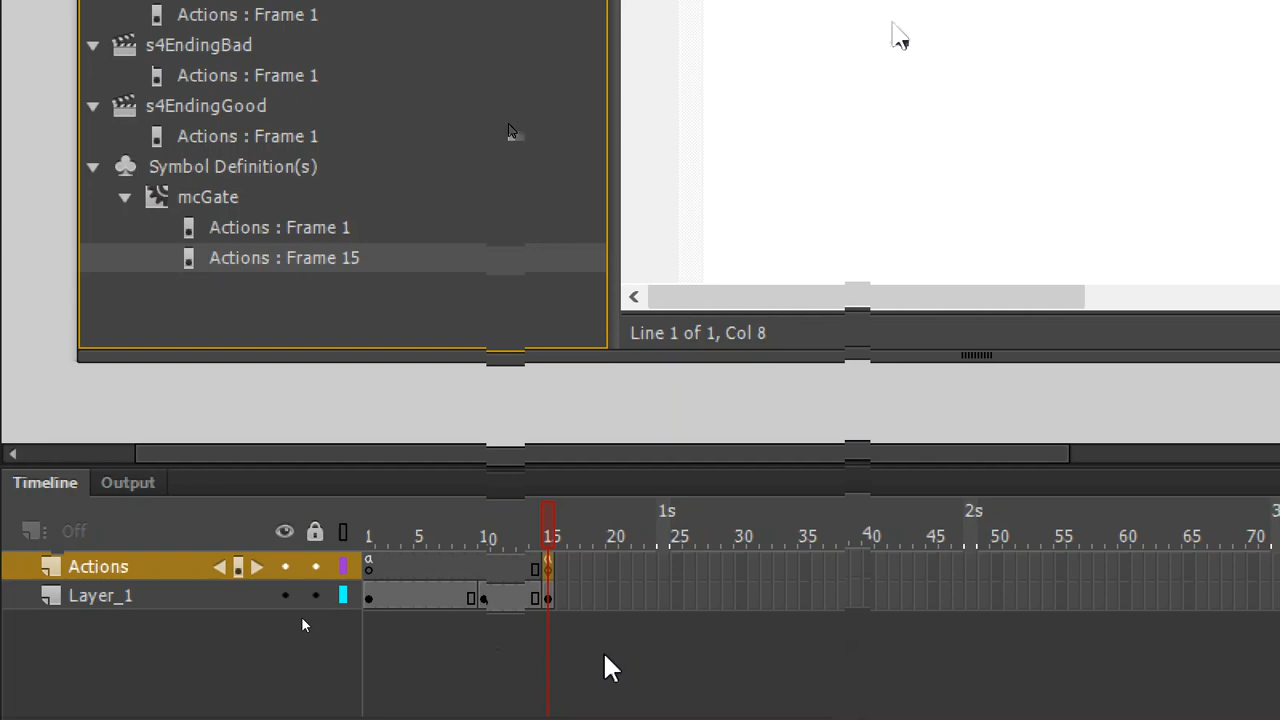 Actions : Frame 1
s4EndingBad
Actions : Frame 1
s4EndingGood
Actions : Frame 1
Symbol Definition(s)
mcGate
Actions : Frame 1
Actions : Frame 15
Line 1 of 1, Col 8
Timeline Output
Off
1s 2s
1 5 10 15 20 25 30 35 40 45 50 55 60 65 70
Actions
a
Layer_1